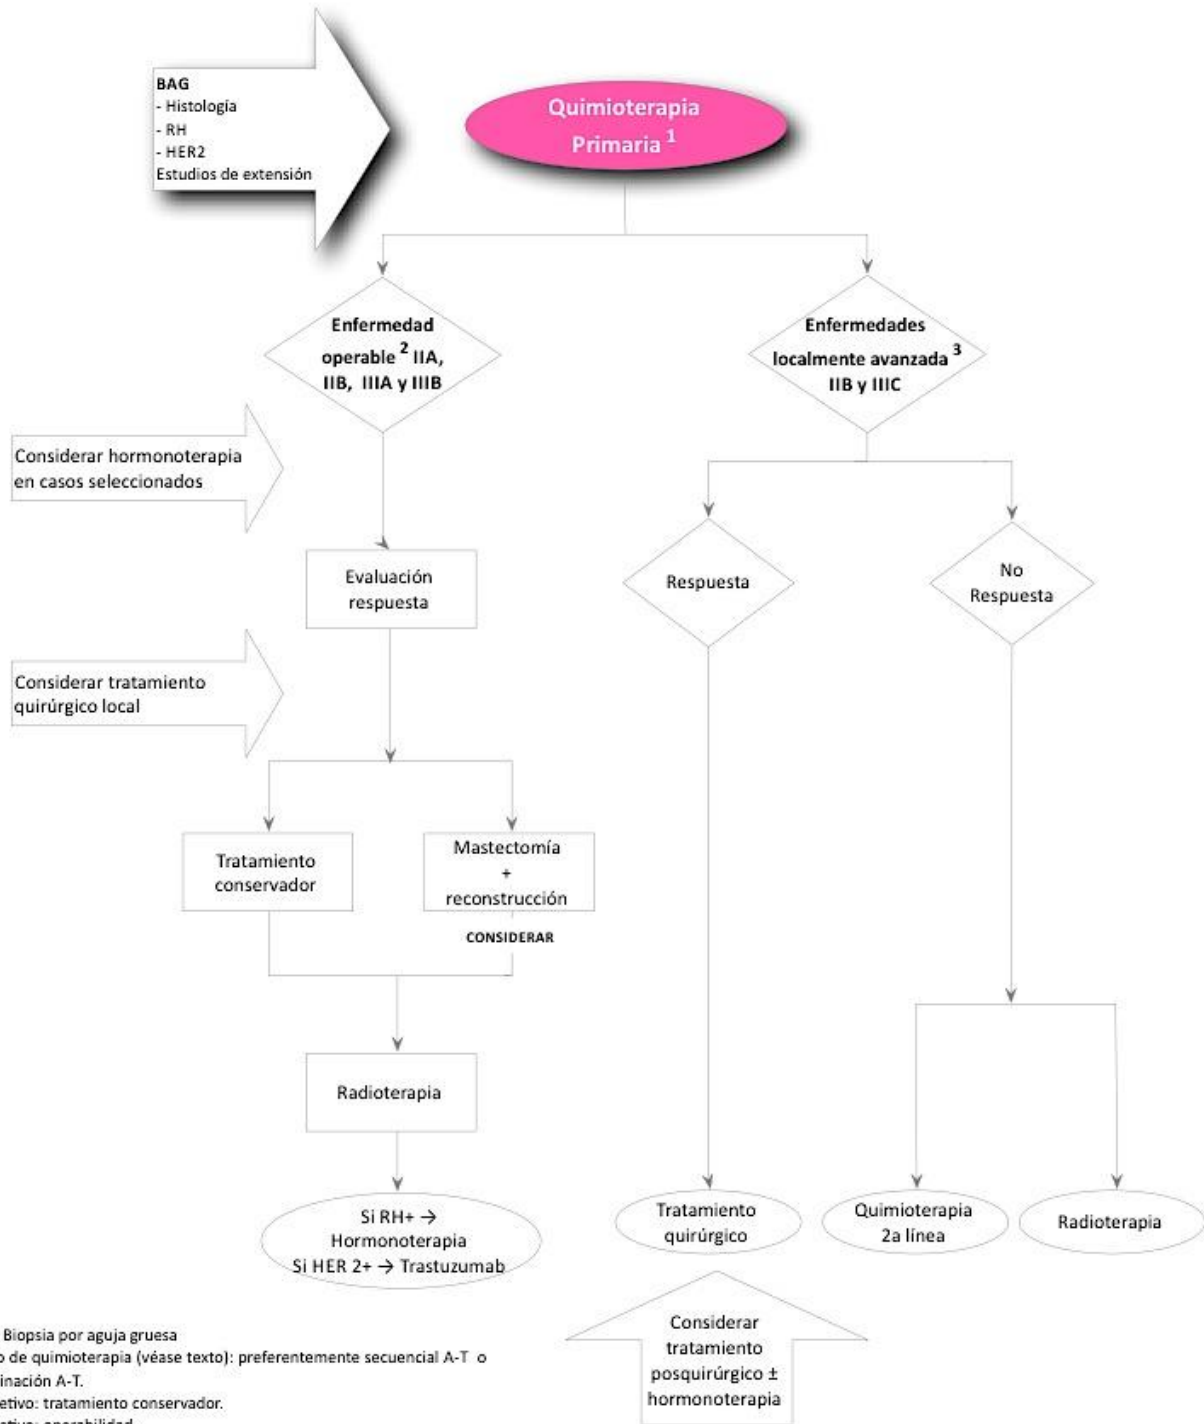 BAG
- Histología
- RH
- HER2
Estudios de extensión
Quimioterapia
Primaria 1
Enfermedad
operable 2 IIA,
IIB, IIIA y IIIB
Enfermedades
localmente avanzada 3
IIB y IIIC
Considerar hormonoterapia
en casos seleccionados
Evaluación
respuesta
Respuesta
No
Respuesta
Considerar tratamiento
quirúrgico local
Tratamiento
conservador
Mastectomía
+
reconstrucción
CONSIDERAR
Radioterapia
Si RH+ →
Hormonoterapia
Si HER 2+ → Trastuzumab
Tratamiento
quirúrgico
Quimioterapia
2a línea
Radioterapia
Considerar
tratamiento
posquirúrgico ±
hormonoterapia
Biopsia por aguja gruesa
de quimioterapia (véase texto): preferentemente secuencial A-T o
A-T.
tratamiento conservador.